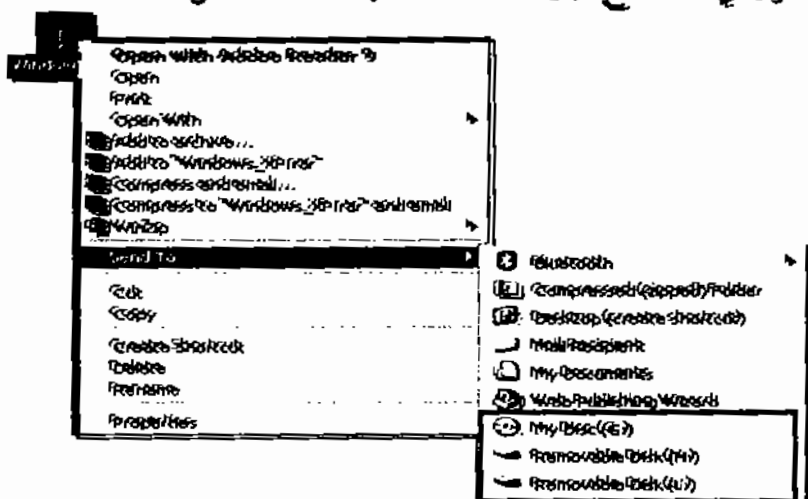 Windows
Open with Adobe Reader 9
Open
Print
Open With
Add to archive...
Add to "Windows_XP.rar"
Compress and email...
Compress to "Windows_XP.rar" and email
WinZip
Send To
Cut
Copy
Create Shortcut
Delete
Rename
Properties
Bluetooth
Compressed (zipped) Folder
Desktop (create shortcut)
Mail Recipient
My Documents
Web Publishing Wizard
My Disc (G:)
Removable Disk (H:)
Removable Disk (L:)